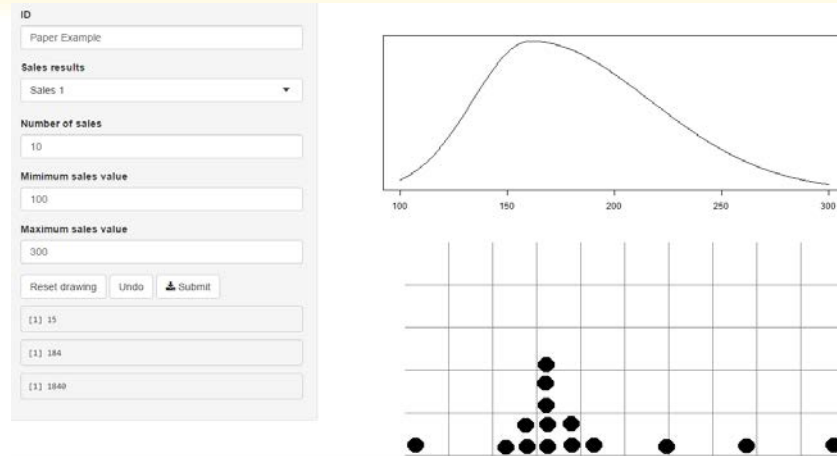 ID
Paper Example
Sales results
Sales 1
Number of sales
10
Mimimum sales value
100
Maximum sales value
300
Reset drawing Undo Submit
[1] 15
[1] 184
[1] 1840
100 150 200 250 300